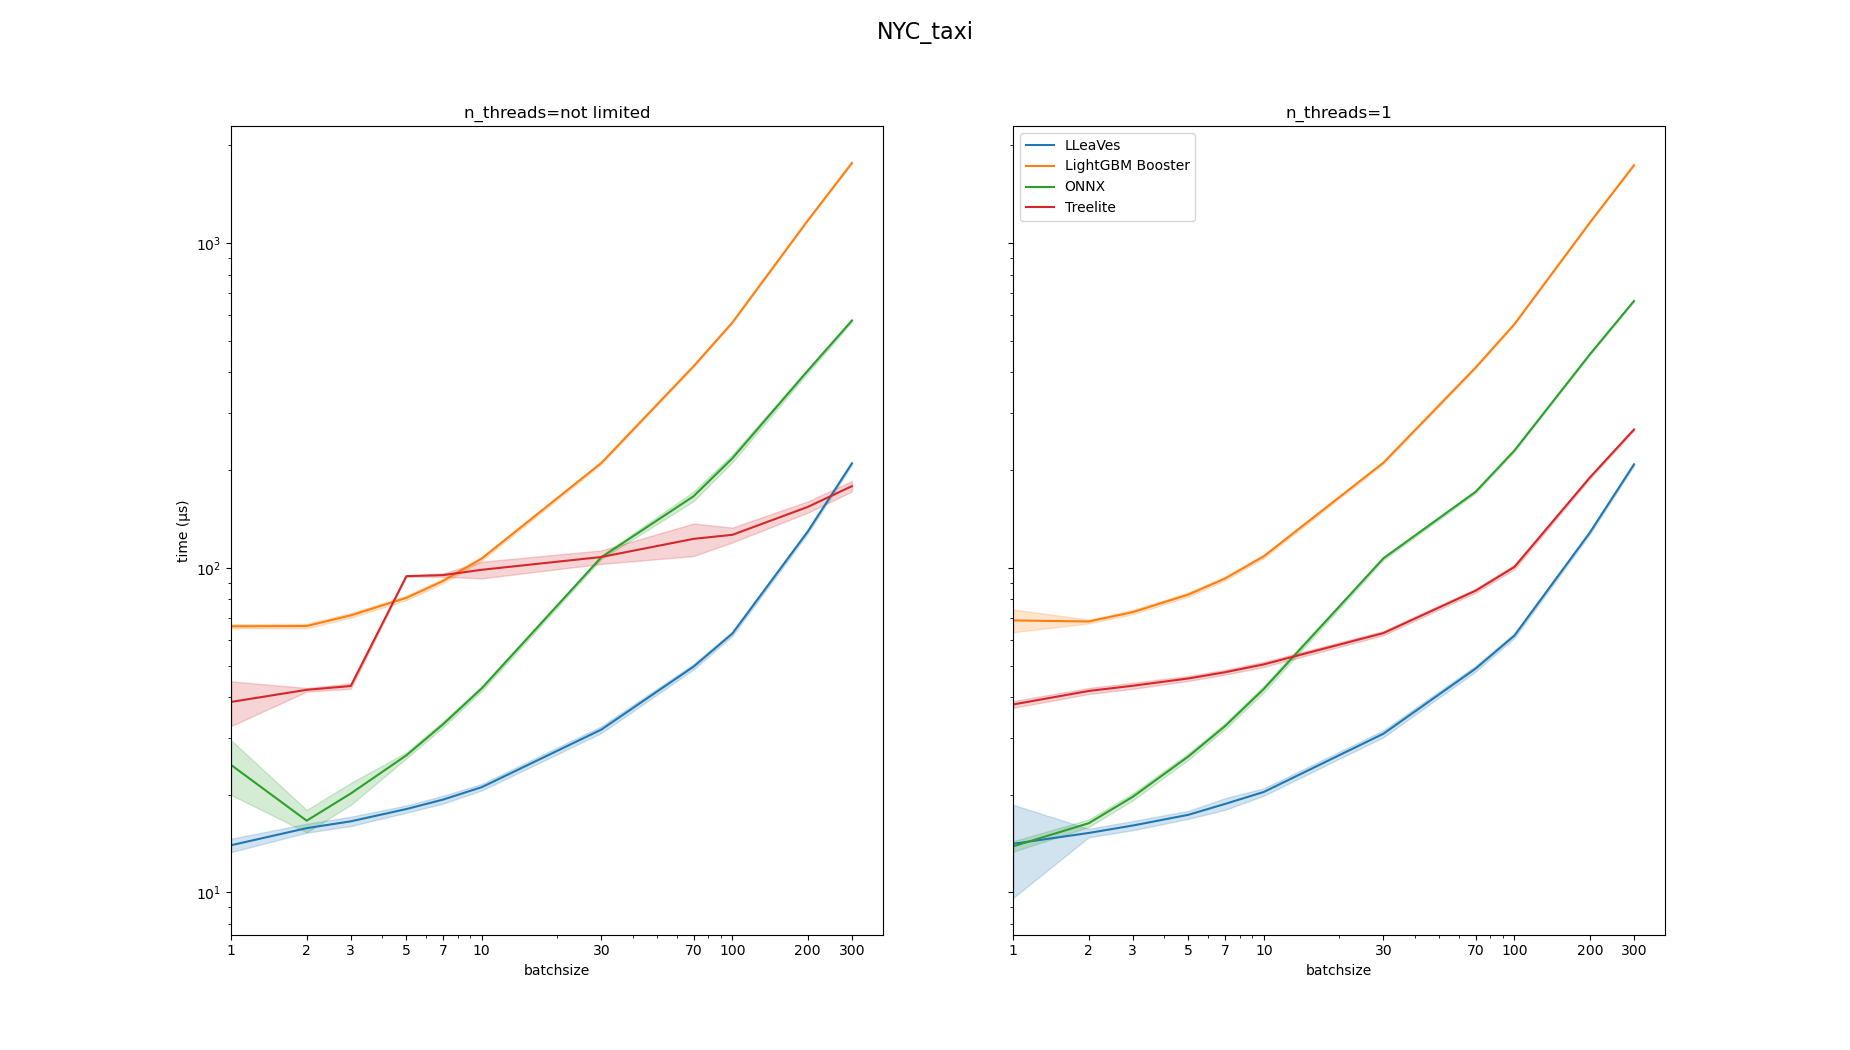 NYC_taxi
n_threads=not limited
n_threads=1
LLeaVes
LightGBM Booster
ONNX
Treelite
time (μs)
10³
10²
10¹
1 2 3 5 7 10 30 70 100 200 300
batchsize
1 2 3 5 7 10 30 70 100 200 300
batchsize